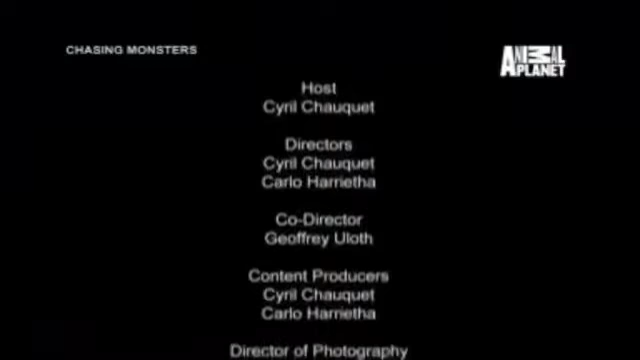 CHASING MONSTERS
ANIMAL
PLANET
Host
Cyril Chauquet
Directors
Cyril Chauquet
Carlo Harrietha
Co-Director
Geoffrey Uloth
Content Producers
Cyril Chauquet
Carlo Harrietha
Director of Photography